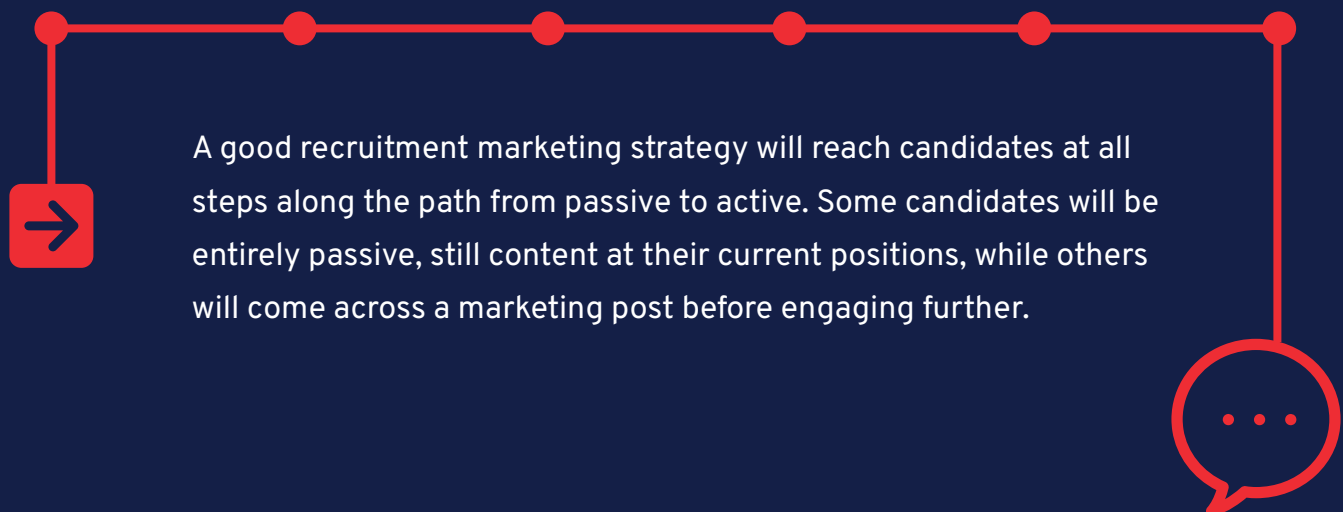 A good recruitment marketing strategy will reach candidates at all
steps along the path from passive to active. Some candidates will be
entirely passive, still content at their current positions, while others
will come across a marketing post before engaging further.